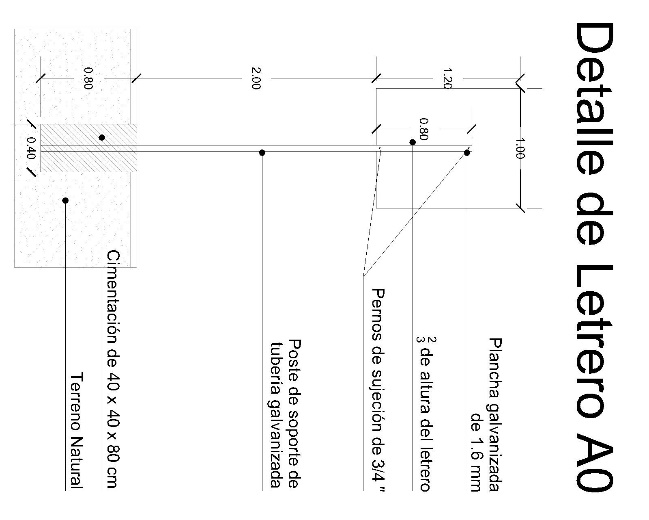 Detalle de Letrero A0
1.20
2.00
0.80
1.00
0.80
0.40
Plancha galvanizada
de 1.6 mm
2/3 de altura del letrero
Pernos de sujeción de 3/4 "
Poste de soporte de
tubería galvanizada
Cimentación de 40 x 40 x 80 cm
Terreno Natural